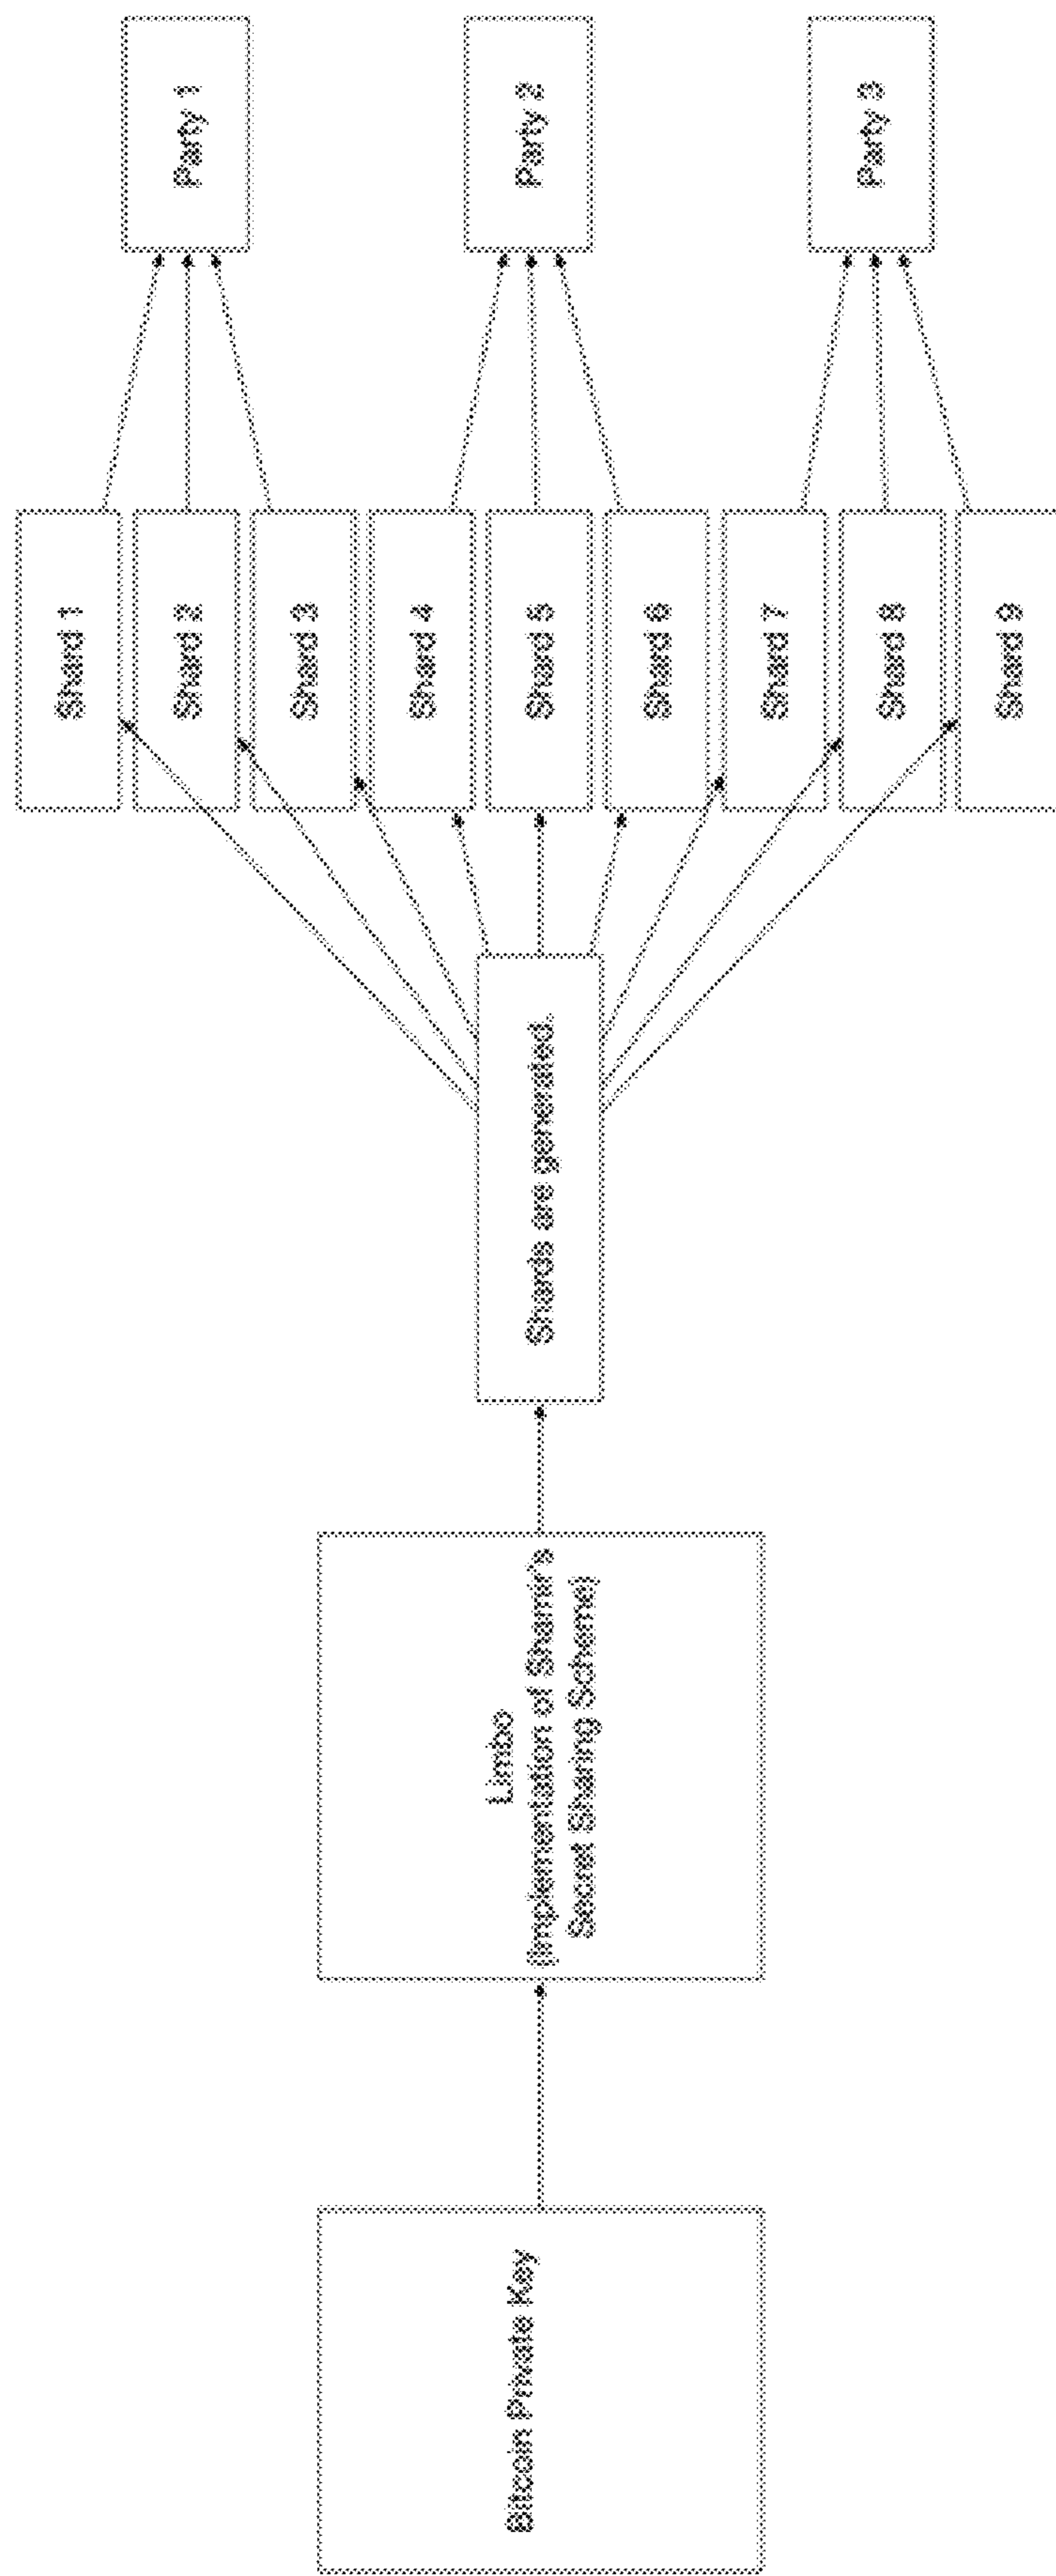 Bitcoin Private Key
Limbo
(Implementation of Shamir's
Secret Sharing Scheme)
Shards are generated.
Shard 1
Shard 2
Shard 3
Shard 4
Shard 5
Shard 6
Shard 7
Shard 8
Shard 9
Party 1
Party 2
Party 3